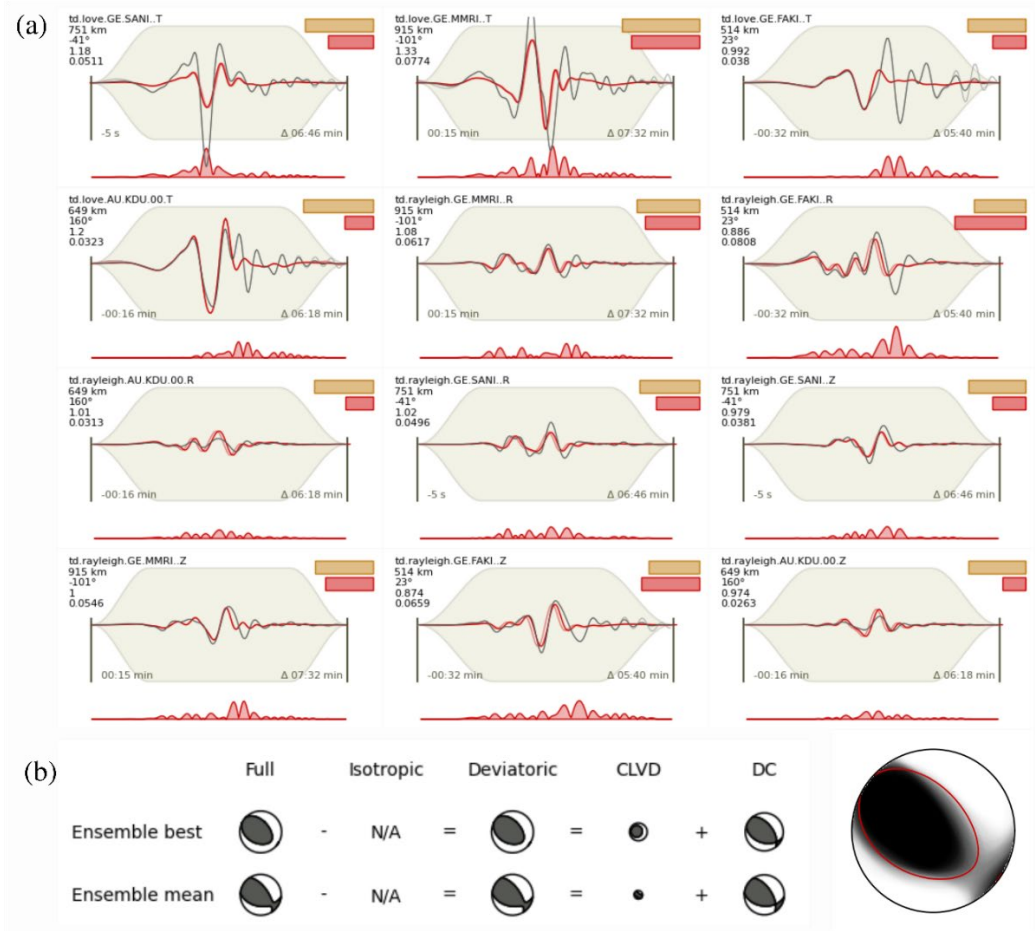 (a)
td.love.GE.SANI..T
751 km
-41°
1.18
0.0511
-5 s
Δ 06:46 min
td.love.GE.MMRI..T
915 km
-101°
1.33
0.0774
00:15 min
Δ 07:32 min
td.love.GE.FAKI..T
514 km
23°
0.992
0.038
-00:32 min
Δ 05:40 min
td.love.AU.KDU.00.T
649 km
160°
1.2
0.0323
-00:16 min
Δ 06:18 min
td.rayleigh.GE.MMRI..R
915 km
-101°
1.08
0.0617
00:15 min
Δ 07:32 min
td.rayleigh.GE.FAKI..R
514 km
23°
0.886
0.0808
-00:32 min
Δ 05:40 min
td.rayleigh.AU.KDU.00.R
649 km
160°
1.01
0.0313
-00:16 min
Δ 06:18 min
td.rayleigh.GE.SANI..R
751 km
-41°
1.02
0.0496
-5 s
Δ 06:46 min
td.rayleigh.GE.SANI..Z
751 km
-41°
0.979
0.0381
-5 s
Δ 06:46 min
td.rayleigh.GE.MMRI..Z
915 km
-101°
1
0.0546
00:15 min
Δ 07:32 min
td.rayleigh.GE.FAKI..Z
514 km
23°
0.874
0.0659
-00:32 min
Δ 05:40 min
td.rayleigh.AU.KDU.00.Z
649 km
160°
0.974
0.0263
-00:16 min
Δ 06:18 min
(b)
Full Isotropic Deviatoric CLVD DC
Ensemble best - N/A = = +
Ensemble mean - N/A = = +